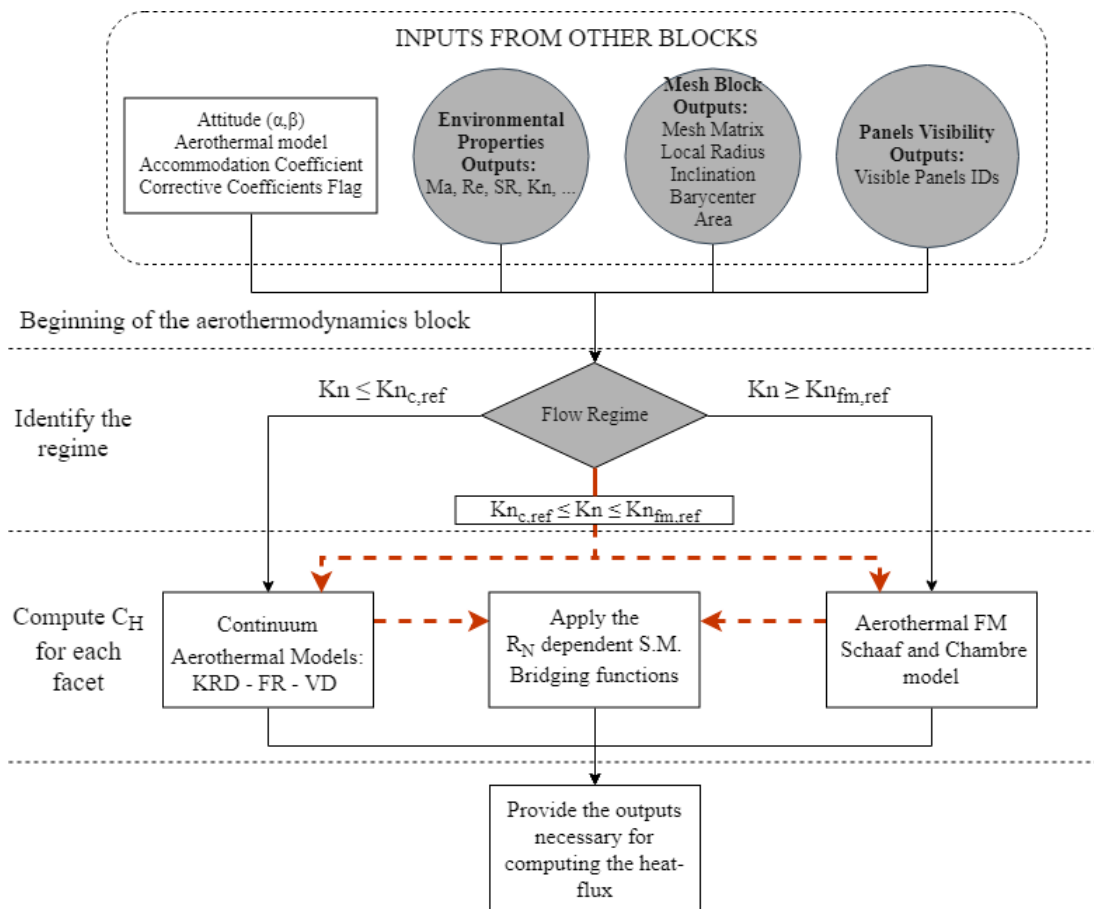 INPUTS FROM OTHER BLOCKS
Attitude (α,β)
Aerothermal model
Accommodation Coefficient
Corrective Coefficients Flag
Environmental
Properties
Outputs:
Ma, Re, SR, Kn, ...
Mesh Block
Outputs:
Mesh Matrix
Local Radius
Inclination
Barycenter
Area
Panels Visibility
Outputs:
Visible Panels IDs
Beginning of the aerothermodynamics block
Identify the
regime
Kn ≤ Kn_c,ref
Flow Regime
Kn ≥ Kn_fm,ref
Kn_c,ref ≤ Kn ≤ Kn_fm,ref
Compute C_H
for each
facet
Continuum
Aerothermal Models:
KRD - FR - VD
Apply the
R_N dependent S.M.
Bridging functions
Aerothermal FM
Schaaf and Chambre
model
Provide the outputs
necessary for
computing the heat-
flux